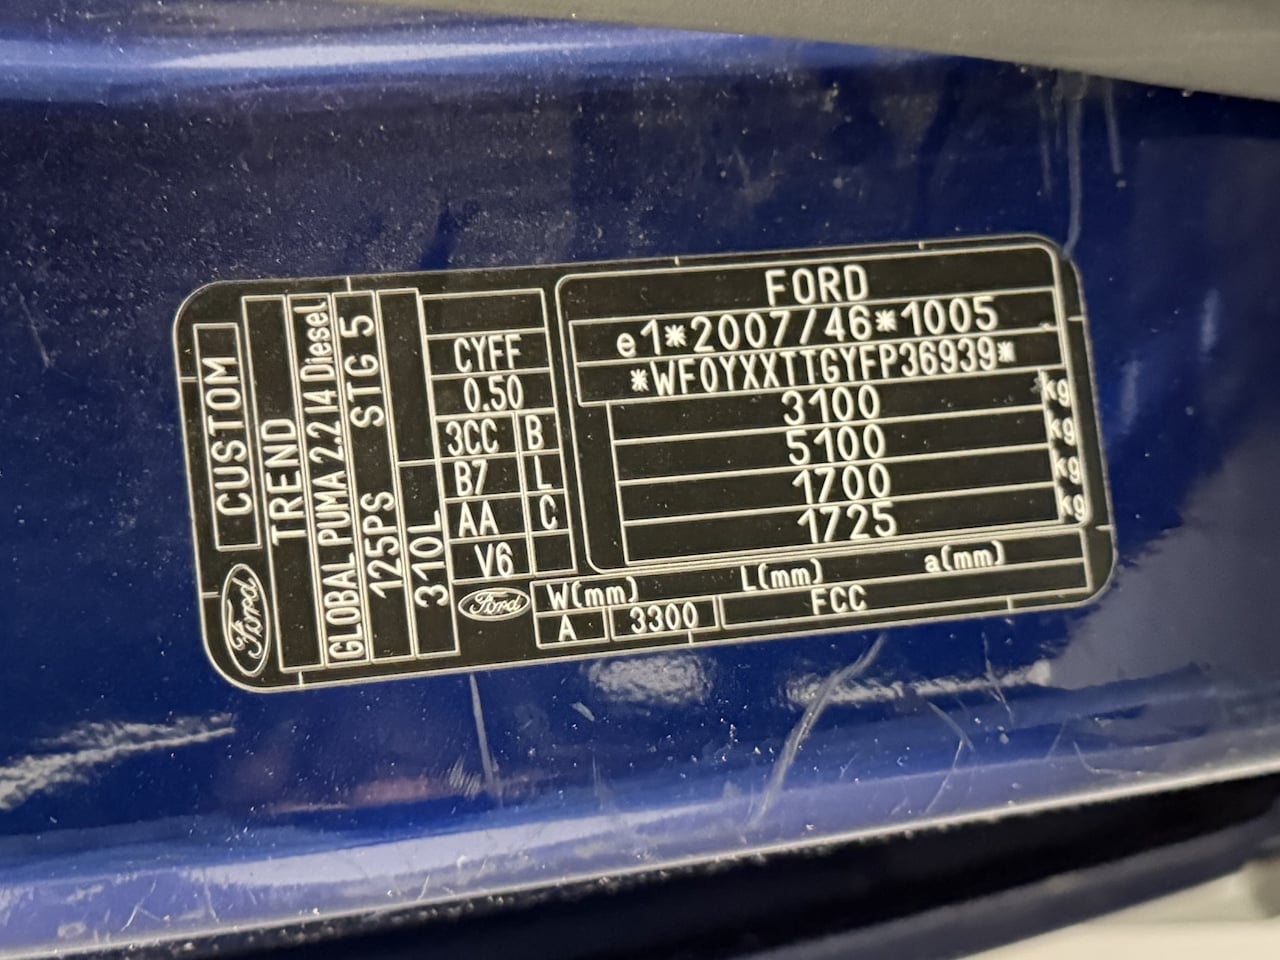 CUSTOM
Ford
TREND
GLOBAL PUMA 2.2 I4 Diesel
125PS STG 5
310L
CYFF
0.50
3CC B
B7 L
AA C
V6
Ford
FORD
e1*2007/46*1005
*WF0YXXTTGYFP36939*
3100 kg
5100 kg
1700 kg
1725 kg
W(mm) L(mm) a(mm)
A 3300 FCC